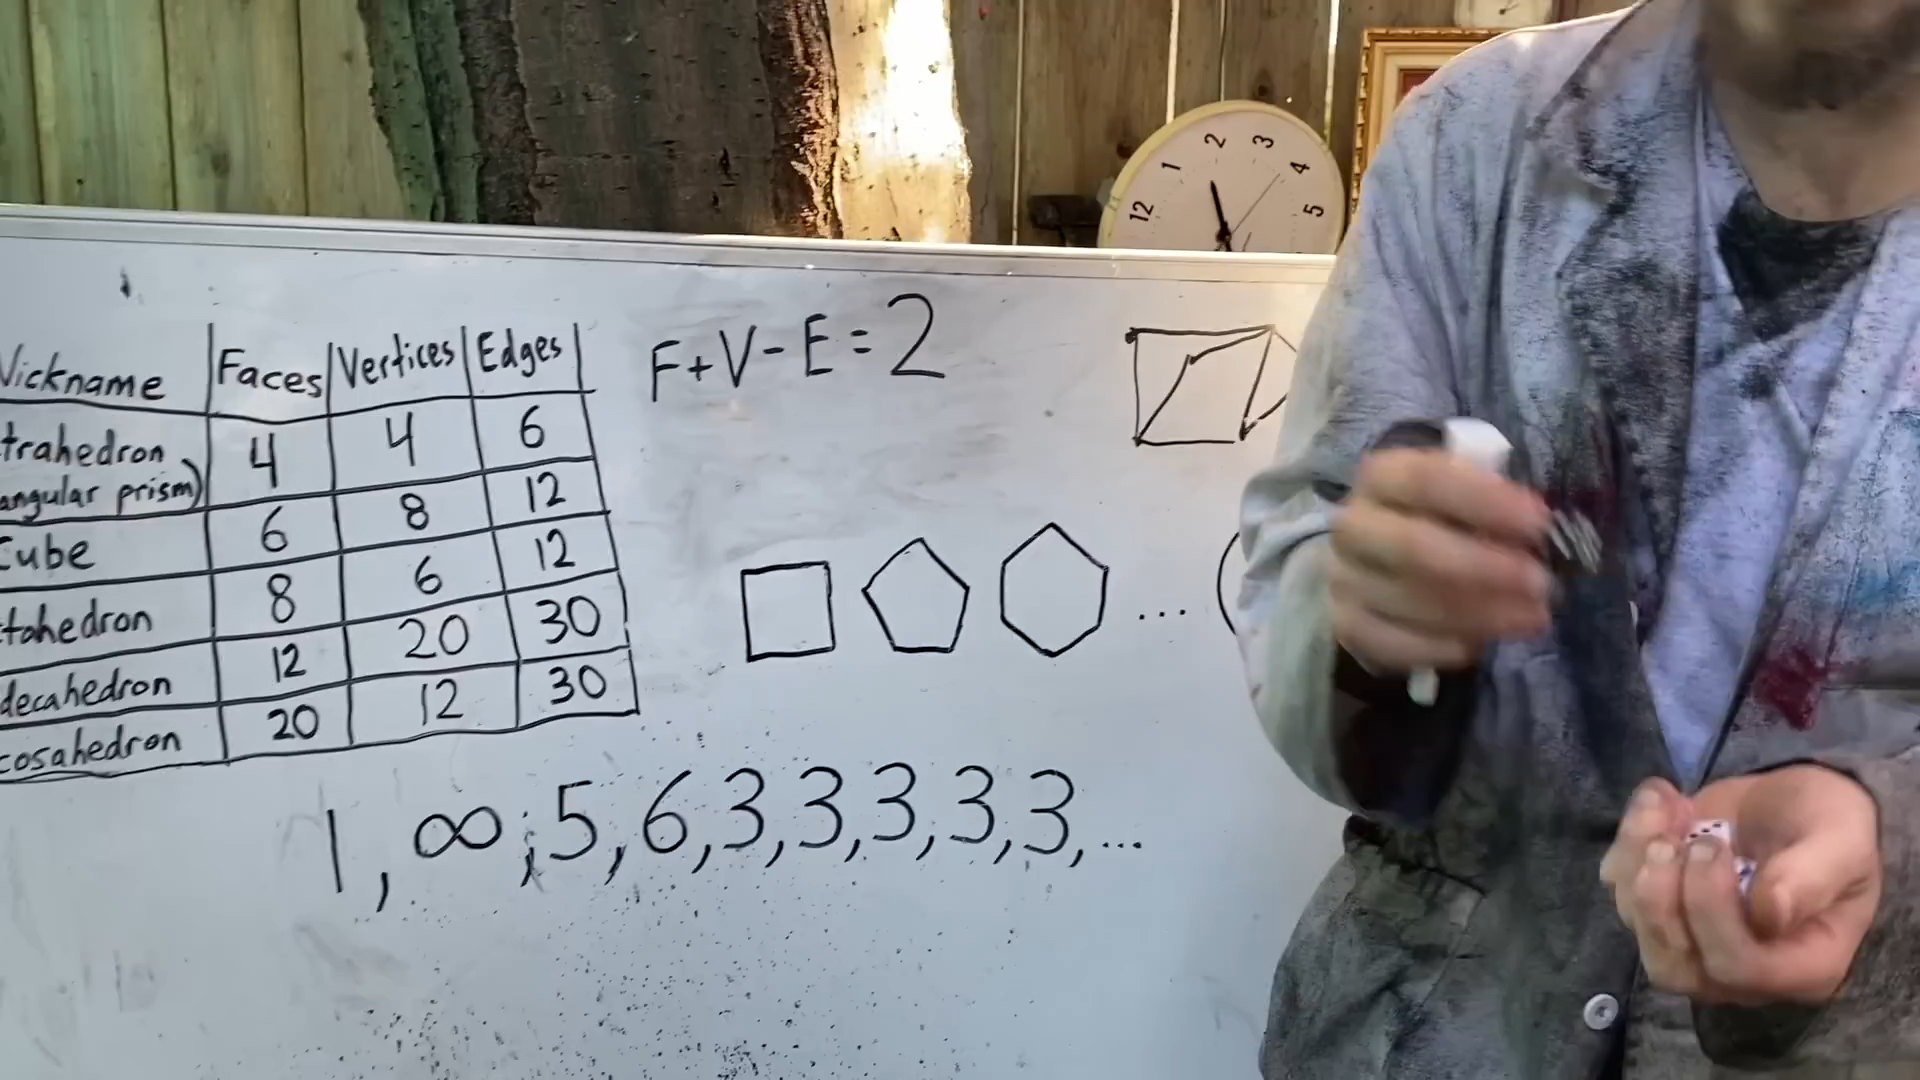 Nickname Faces Vertices Edges
trahedron 4 4 6
angular prism)
Cube 6 8 12
tahedron 8 6 12
decahedron 12 20 30
cosahedron 20 12 30
F+V-E=2
...
1, ∞; 5, 6, 3, 3, 3, 3, 3, ...
12 1 2 3 4 5